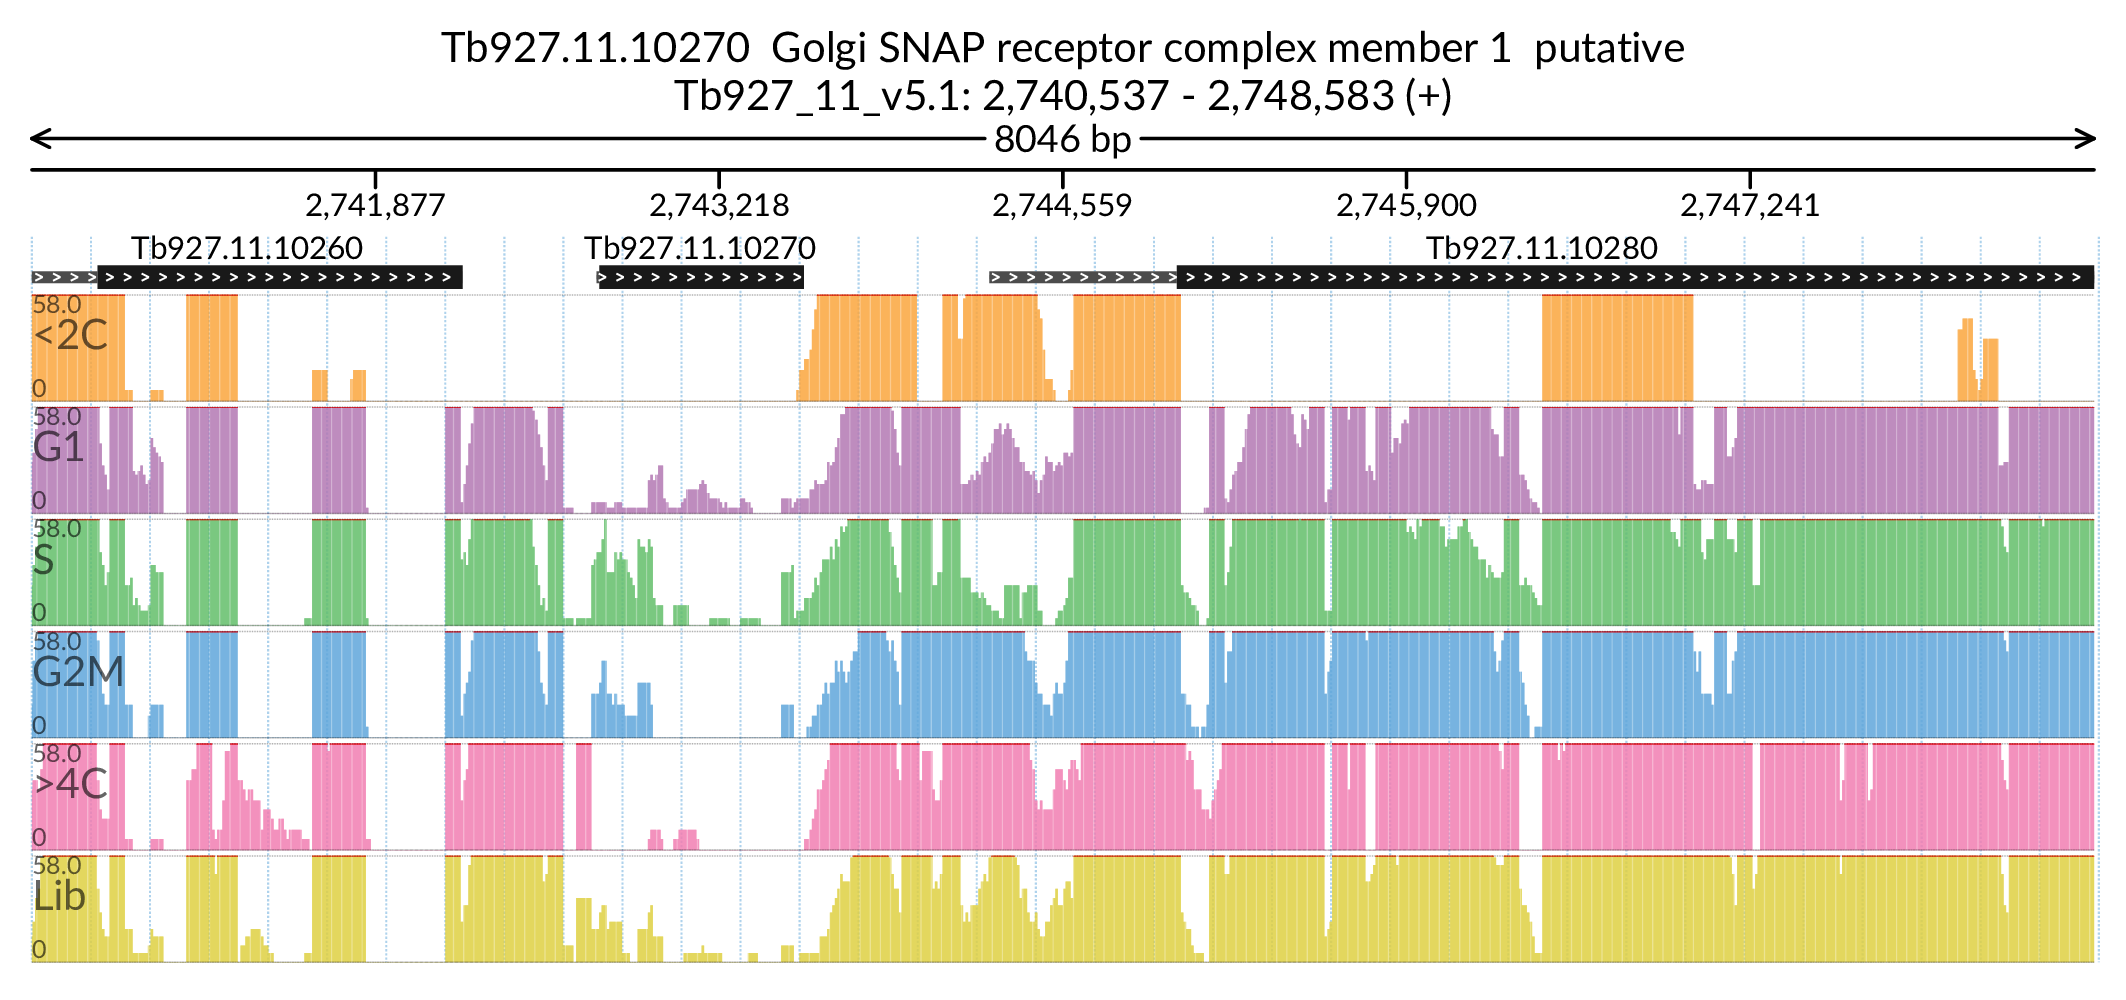 Tb927.11.10270 Golgi SNAP receptor complex member 1 putative
Tb927_11_v5.1: 2,740,537 - 2,748,583 (+)
8046 bp
2,741,877 2,743,218 2,744,559 2,745,900 2,747,241
Tb927.11.10260 Tb927.11.10270 Tb927.11.10280
58.0
<2C
0
58.0
G1
0
58.0
S
0
58.0
G2M
0
58.0
>4C
0
58.0
Lib
0